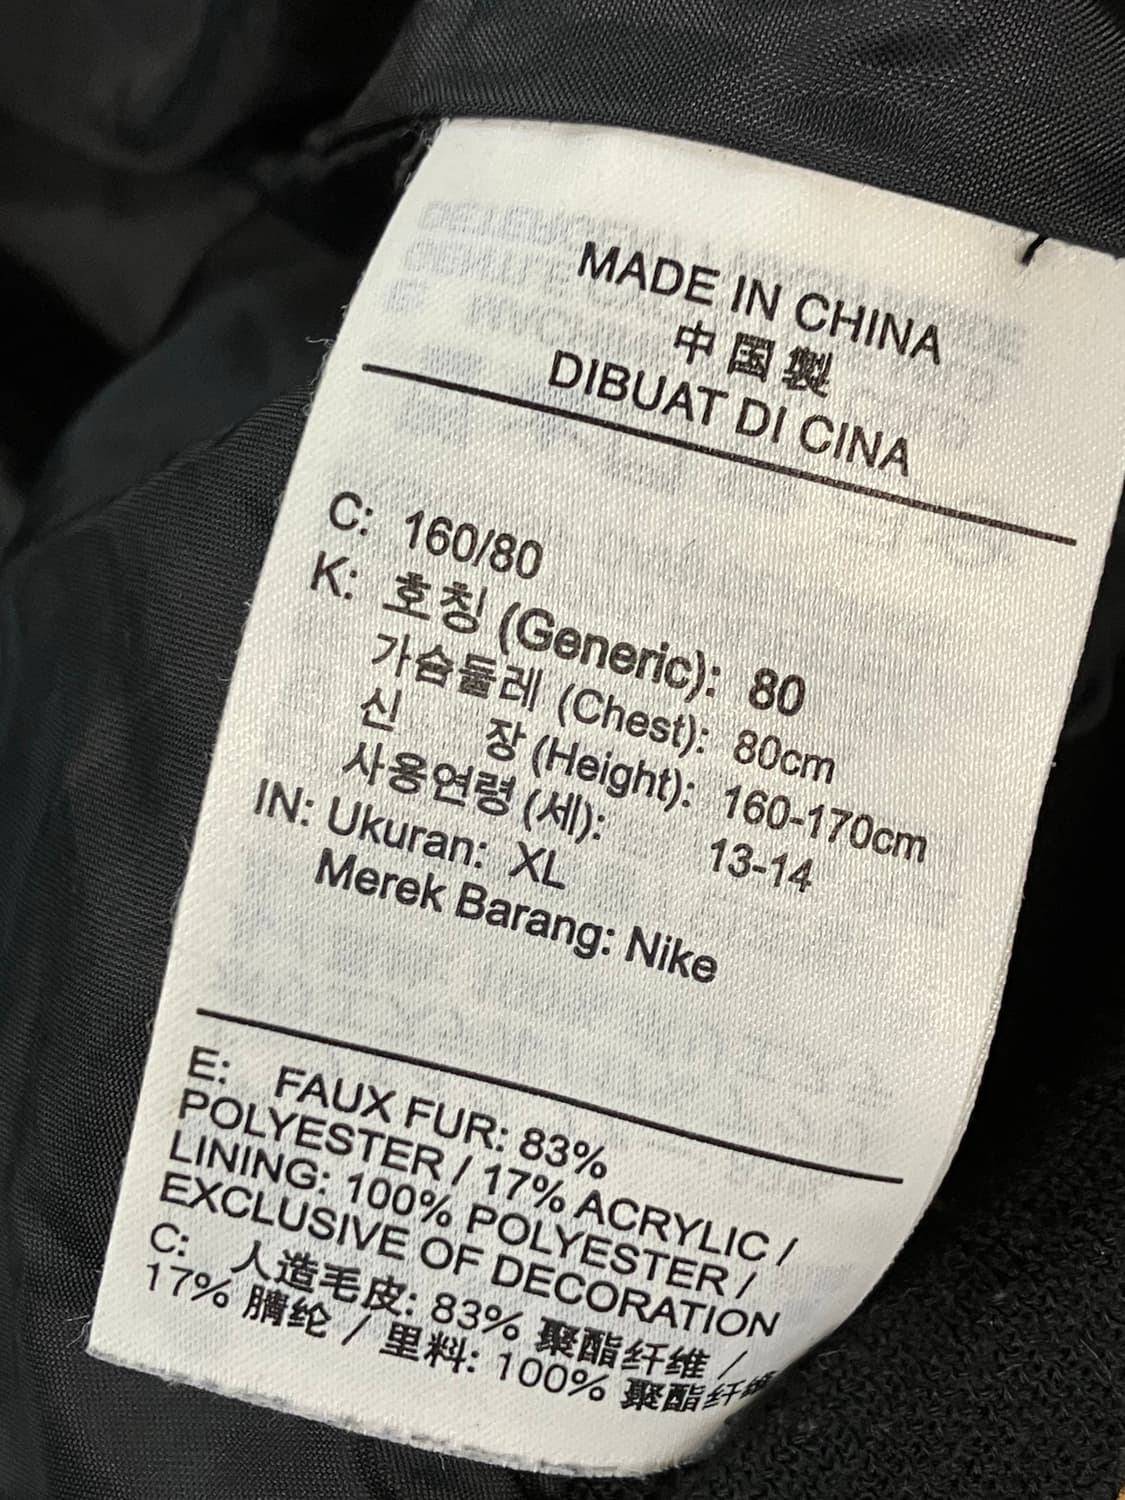 MADE IN CHINA
中国製
DIBUAT DI CINA
C: 160/80
K: 호칭 (Generic): 80
가슴둘레 (Chest): 80cm
신 장 (Height): 160-170cm
사용연령 (세): 13-14
IN: Ukuran: XL
Merek Barang: Nike
E: FAUX FUR: 83%
POLYESTER / 17% ACRYLIC /
LINING: 100% POLYESTER /
EXCLUSIVE OF DECORATION
C: 人造毛皮: 83% 聚酯纤维 /
17% 腈纶 / 里料: 100% 聚酯纤维